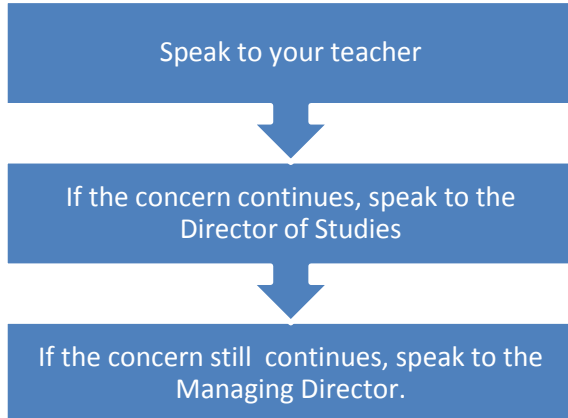 Speak to your teacher
If the concern continues, speak to the
Director of Studies
If the concern still  continues, speak to the
Managing Director.